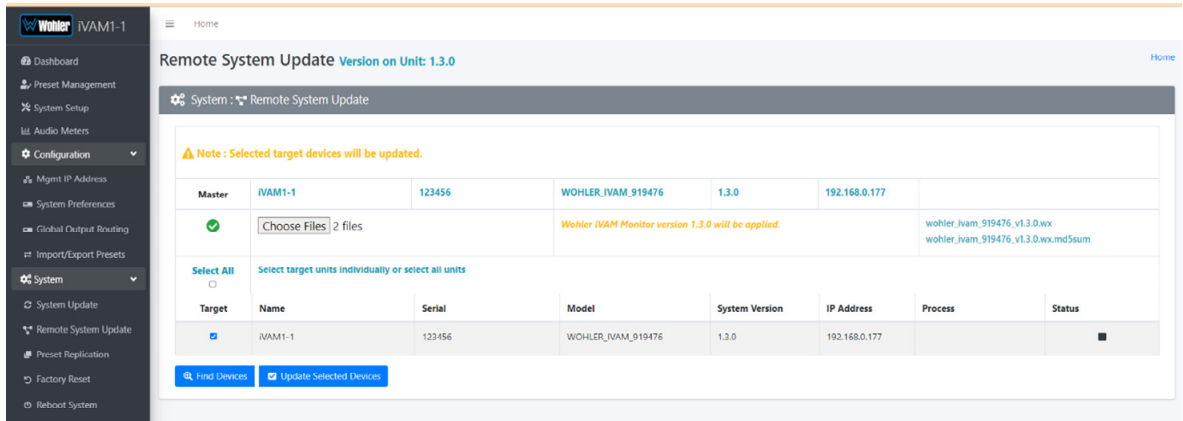 Wohler iVAM1-1
Home
Dashboard
Preset Management
System Setup
Audio Meters
Configuration
Mgmt IP Address
System Preferences
Global Output Routing
Import/Export Presets
System
System Update
Remote System Update
Preset Replication
Factory Reset
Reboot System
Remote System Update Version on Unit: 1.3.0
Home
System : Remote System Update
Note : Selected target devices will be updated.
Master iVAM1-1 123456 WOHLER_IVAM_919476 1.3.0 192.168.0.177
Choose Files 2 files Wohler iVAM Monitor version 1.3.0 will be applied. wohler_ivam_919476_v1.3.0.wx
wohler_ivam_919476_v1.3.0.wx.md5sum
Select All Select target units individually or select all units
Target Name Serial Model System Version IP Address Process Status
iVAM1-1 123456 WOHLER_IVAM_919476 1.3.0 192.168.0.177
Find Devices Update Selected Devices